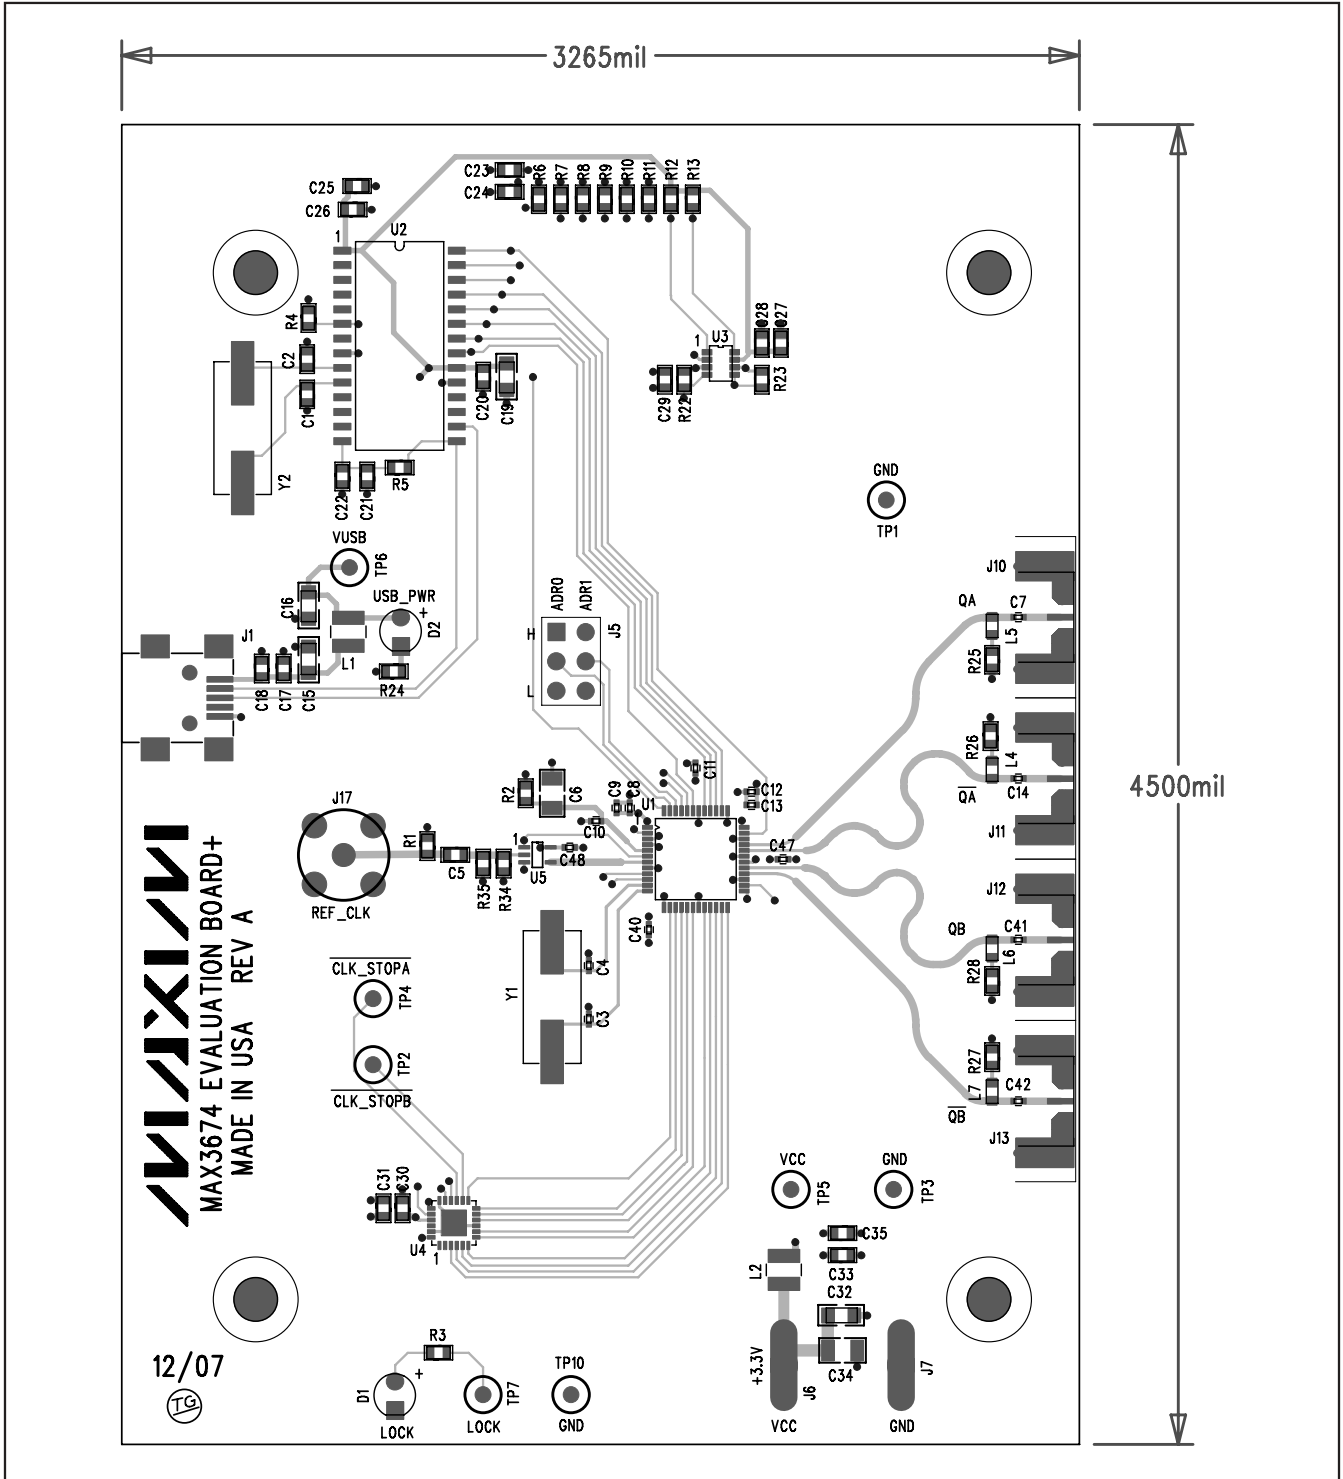 3265mil
C25
C26
C23
C24
R6
R7
R8
R9
R10
R11
R12
R13
1
U2
R4
C2
C1
Y2
C20
C19
C22
C21
R5
1
U3
C29
R22
R23
C28
C27
GND
TP1
VUSB
TP6
C16
USB_PWR
+
D2
L1
J1
C18
C17
C15
R24
ADR0
ADR1
H
L
J5
J10
QA
C7
L5
R25
R26
L4
QA
C14
J11
4500mil
C11
C12
C13
R2
C6
C9
C8
U1
C10
J17
R1
C5
R35
R34
1
U5
C48
C47
REF_CLK
MAXIM
MAX3674 EVALUATION BOARD+
MADE IN USA REV A
J12
QB
C41
L6
R28
C40
CLK_STOPA
TP4
Y1
C4
C3
TP2
CLK_STOPB
R27
L7
C42
QB
J13
C31
C30
U4
1
VCC
TP5
GND
TP3
C35
C33
L2
C32
C34
+3.3V
J6
J7
VCC
GND
12/07
TG
R3
D1
+
LOCK
TP7
LOCK
TP10
GND